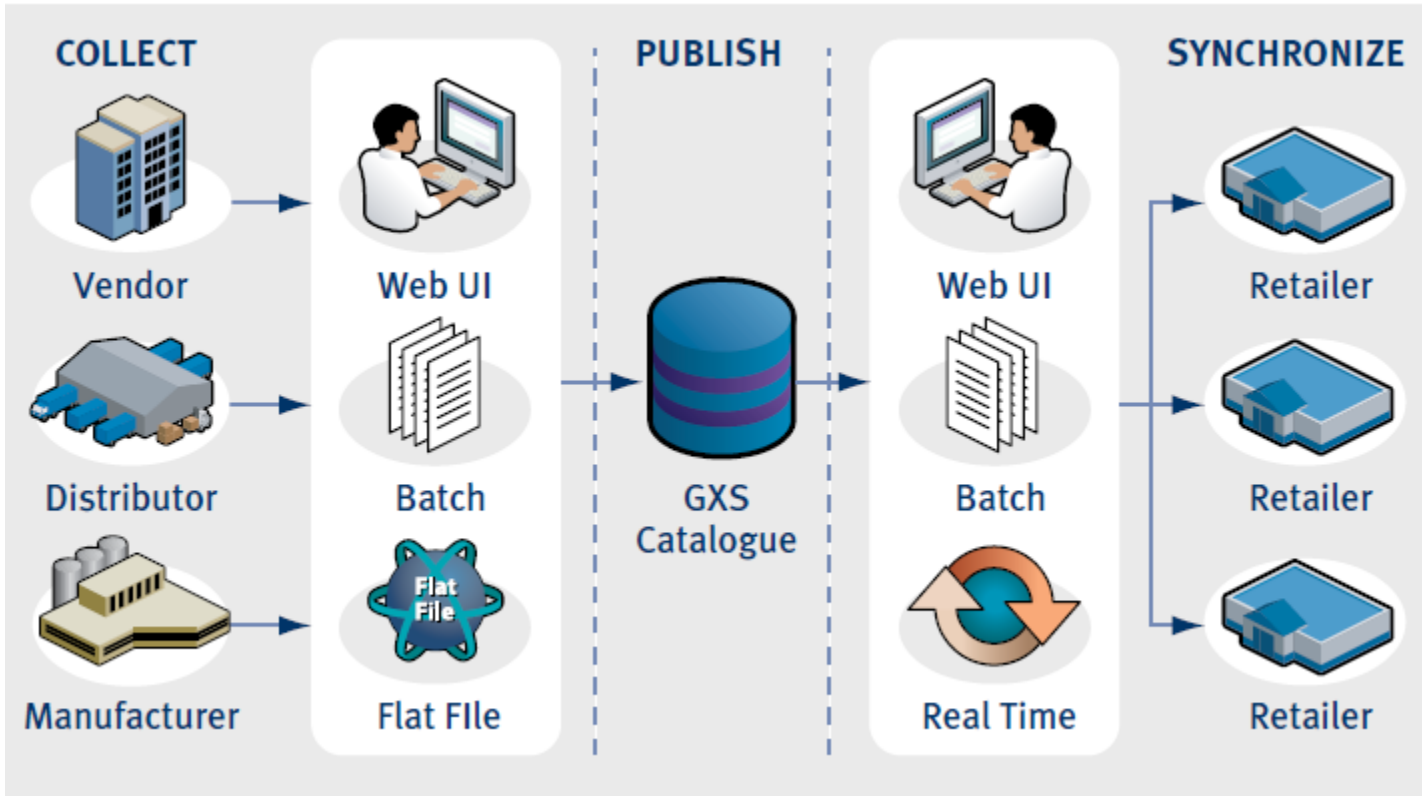 COLLECT
PUBLISH
SYNCHRONIZE
Vendor
Web UI
Web UI
Retailer
Distributor
Batch
GXS
Catalogue
Batch
Retailer
Flat
File
Manufacturer
Flat FIle
Real Time
Retailer